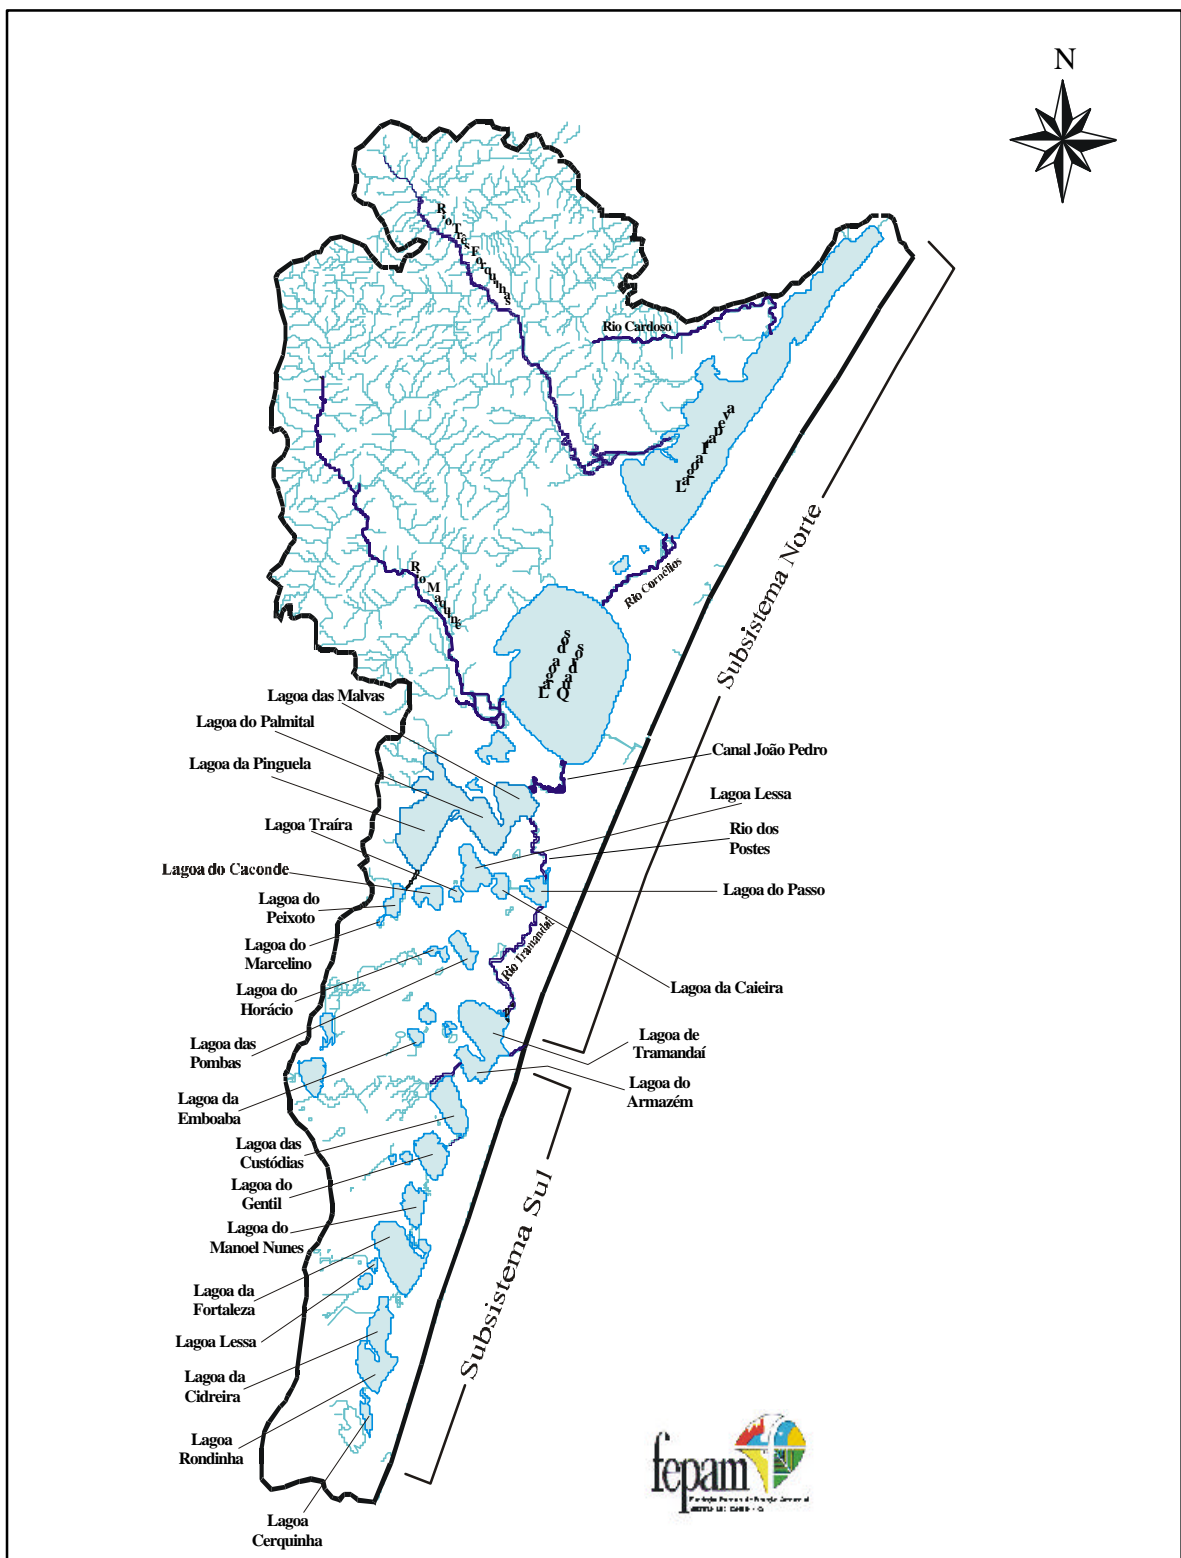 N
Rio Três Forquilhas
Rio Cardoso
Lagoa Itapeva
Subsistema Norte
Rio Cornélios
Rio Maquiné
Lagoa dos
Quadros
Lagoa das Malvas
Lagoa do Palmital
Lagoa da Pinguela
Lagoa Traíra
Lagoa do Caconde
Lagoa do
Peixoto
Lagoa do
Marcelino
Lagoa do
Horácio
Lagoa das
Pombas
Lagoa da
Emboaba
Lagoa das
Custódias
Lagoa do
Gentil
Lagoa do
Manoel Nunes
Lagoa da
Fortaleza
Lagoa Lessa
Lagoa da
Cidreira
Lagoa
Rondinha
Lagoa
Cerquinha
Canal João Pedro
Lagoa Lessa
Rio dos
Postes
Lagoa do Passo
Rio Tramandaí
Lagoa da Caieira
Lagoa de
Tramandaí
Lagoa do
Armazém
Subsistema Sul
fepam